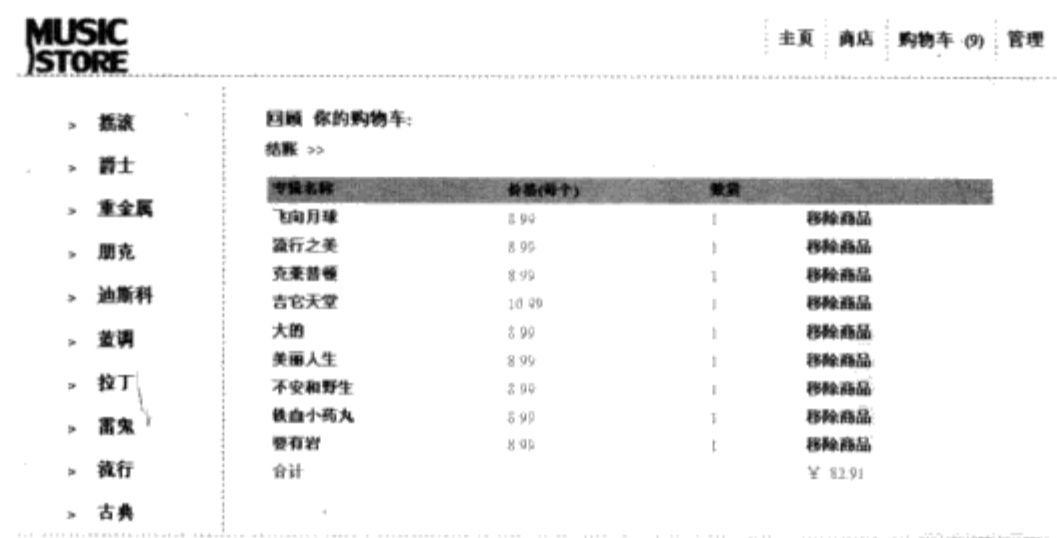 MUSIC
STORE
主页 商店 购物车 (9) 管理
> 摇滚
> 爵士
> 重金属
> 朋克
> 迪斯科
> 蓝调
> 拉丁
> 雷鬼
> 流行
> 古典
回顾 你的购物车:
结账 >>
专辑名称 价格(每个) 数量
飞向月球 8.99 1 移除商品
流行之美 8.99 1 移除商品
克莱普顿 8.99 1 移除商品
吉它天堂 10.99 1 移除商品
大的 8.99 1 移除商品
美丽人生 8.99 1 移除商品
不安和野生 8.99 1 移除商品
铁血小药丸 8.99 1 移除商品
要有岩 8.99 1 移除商品
合计 ¥ 82.91